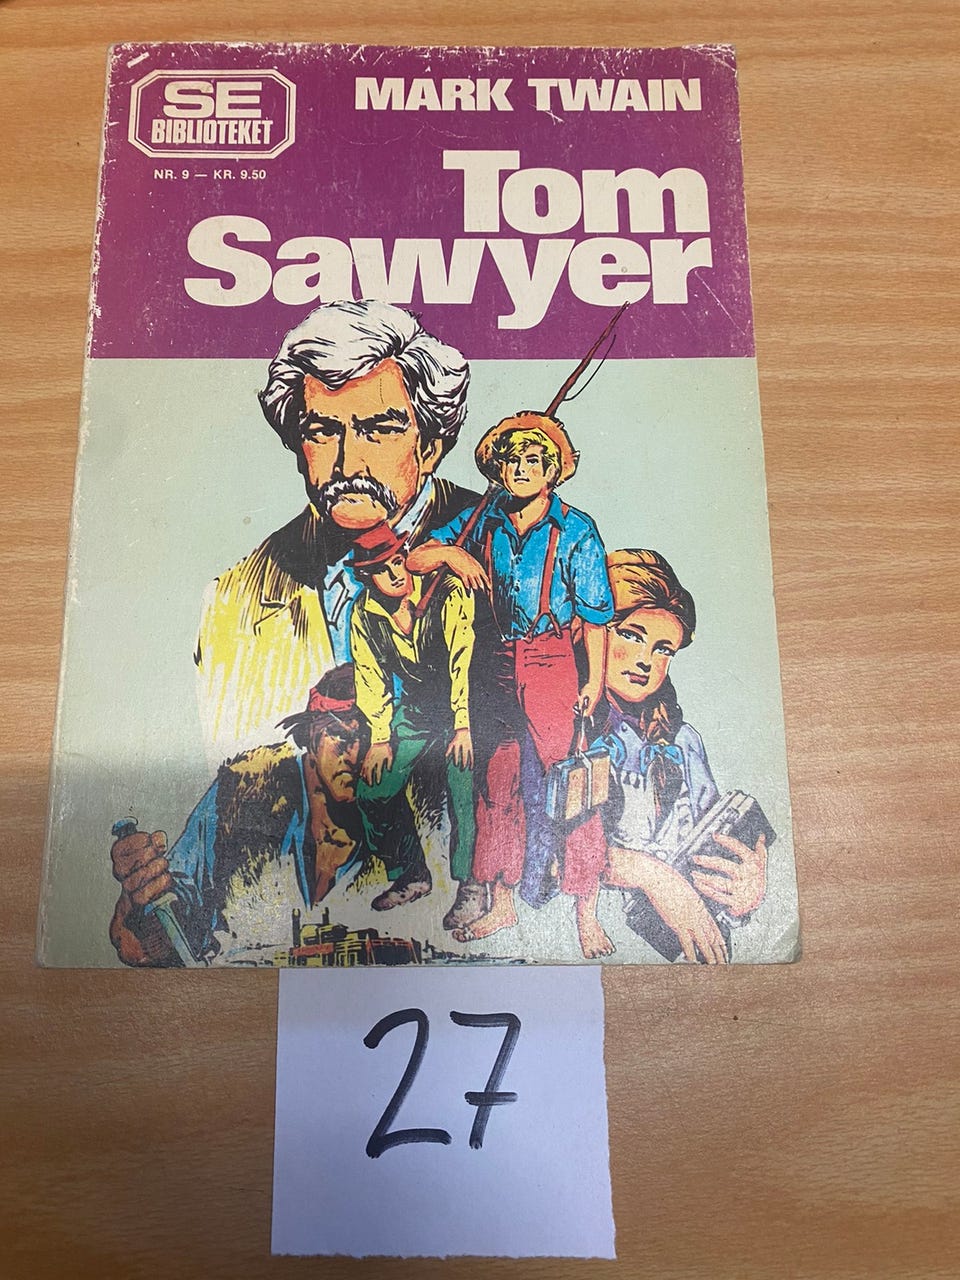 SE
BIBLIOTEKET
NR. 9 — KR. 9.50
MARK TWAIN
Tom
Sawyer
27